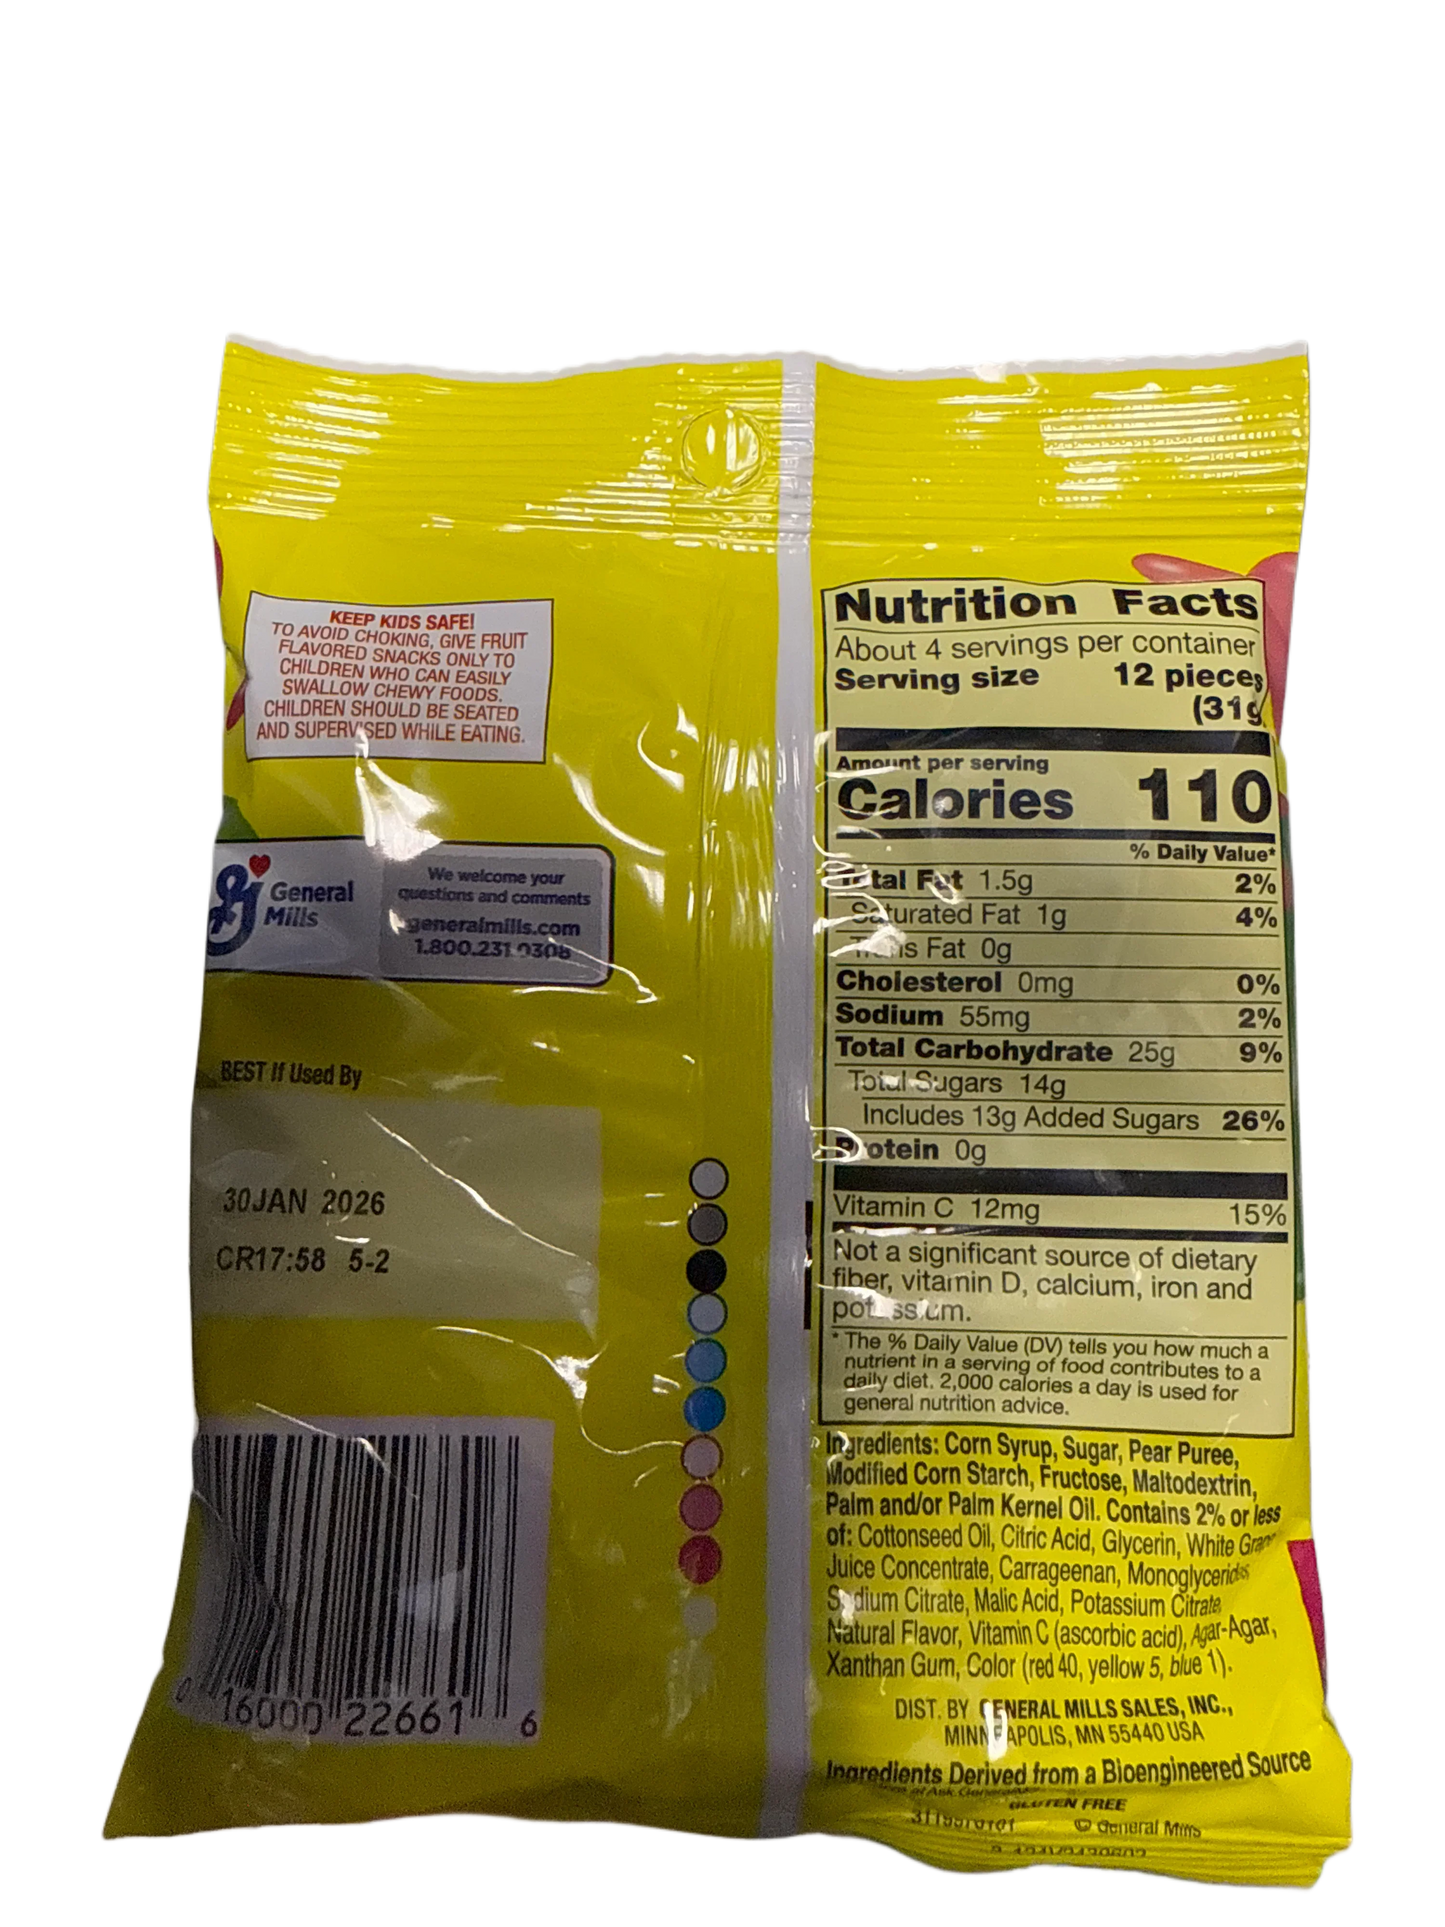 KEEP KIDS SAFE!
TO AVOID CHOKING, GIVE FRUIT
FLAVORED SNACKS ONLY TO
CHILDREN WHO CAN EASILY
SWALLOW CHEWY FOODS.
CHILDREN SHOULD BE SEATED
AND SUPERVISED WHILE EATING.
General
Mills
We welcome your
questions and comments
generalmills.com
1.800.231.0308
BEST If Used By
30JAN 2026
CR17:58 5-2
0 16000 22661 6
Nutrition Facts
About 4 servings per container
Serving size 12 pieces
(31g
Amount per serving
Calories 110
% Daily Value*
Total Fat 1.5g 2%
Saturated Fat 1g 4%
Trans Fat 0g
Cholesterol 0mg 0%
Sodium 55mg 2%
Total Carbohydrate 25g 9%
Total Sugars 14g
Includes 13g Added Sugars 26%
Protein 0g
Vitamin C 12mg 15%
Not a significant source of dietary
fiber, vitamin D, calcium, iron and
potassium.
* The % Daily Value (DV) tells you how much a
nutrient in a serving of food contributes to a
daily diet. 2,000 calories a day is used for
general nutrition advice.
Ingredients: Corn Syrup, Sugar, Pear Puree,
Modified Corn Starch, Fructose, Maltodextrin,
Palm and/or Palm Kernel Oil. Contains 2% or less
of: Cottonseed Oil, Citric Acid, Glycerin, White Grape
Juice Concentrate, Carrageenan, Monoglycerides
Sodium Citrate, Malic Acid, Potassium Citrate,
Natural Flavor, Vitamin C (ascorbic acid), Agar-Agar,
Xanthan Gum, Color (red 40, yellow 5, blue 1).
DIST. BY GENERAL MILLS SALES, INC.,
MINNEAPOLIS, MN 55440 USA
Ingredients Derived from a Bioengineered Source
GLUTEN FREE
© General Mills